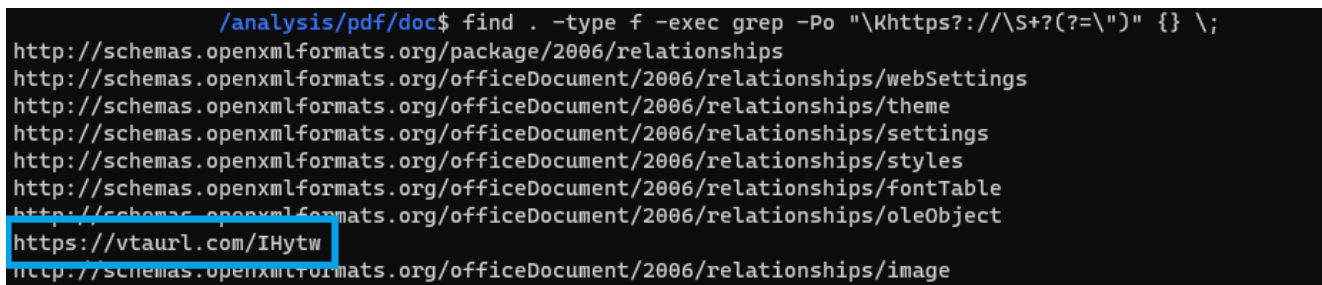 /analysis/pdf/doc$ find . -type f -exec grep -Po "\Khttps?://\S+?(?=\")" {} \;
http://schemas.openxmlformats.org/package/2006/relationships
http://schemas.openxmlformats.org/officeDocument/2006/relationships/webSettings
http://schemas.openxmlformats.org/officeDocument/2006/relationships/theme
http://schemas.openxmlformats.org/officeDocument/2006/relationships/settings
http://schemas.openxmlformats.org/officeDocument/2006/relationships/styles
http://schemas.openxmlformats.org/officeDocument/2006/relationships/fontTable
http://schemas.openxmlformats.org/officeDocument/2006/relationships/oleObject
https://vtaurl.com/IHytw
http://schemas.openxmlformats.org/officeDocument/2006/relationships/image